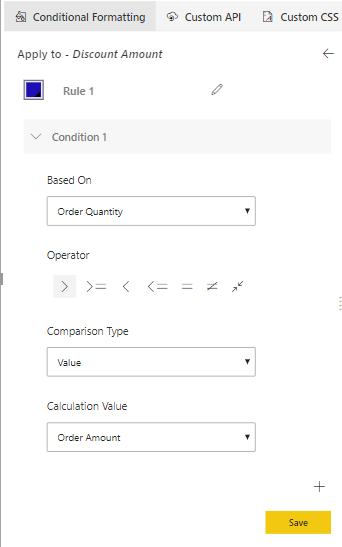 Conditional Formatting Custom API Custom CSS
Apply to - Discount Amount
Rule 1
Condition 1
Based On
Order Quantity
Operator
> >= < <= = ≠
Comparison Type
Value
Calculation Value
Order Amount
+
Save